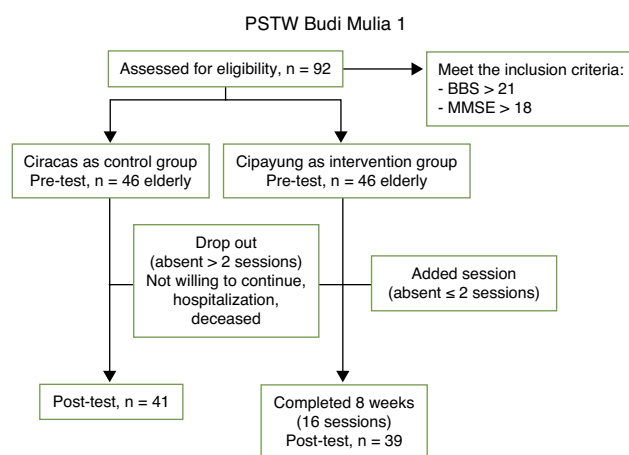 PSTW Budi Mulia 1
Assessed for eligibility, n = 92
Meet the inclusion criteria:
- BBS > 21
- MMSE > 18
Ciracas as control group
Pre-test, n = 46 elderly
Cipayung as intervention group
Pre-test, n = 46 elderly
Drop out
(absent > 2 sessions)
Not willing to continue,
hospitalization,
deceased
Added session
(absent ≤ 2 sessions)
Post-test, n = 41
Completed 8 weeks
(16 sessions)
Post-test, n = 39